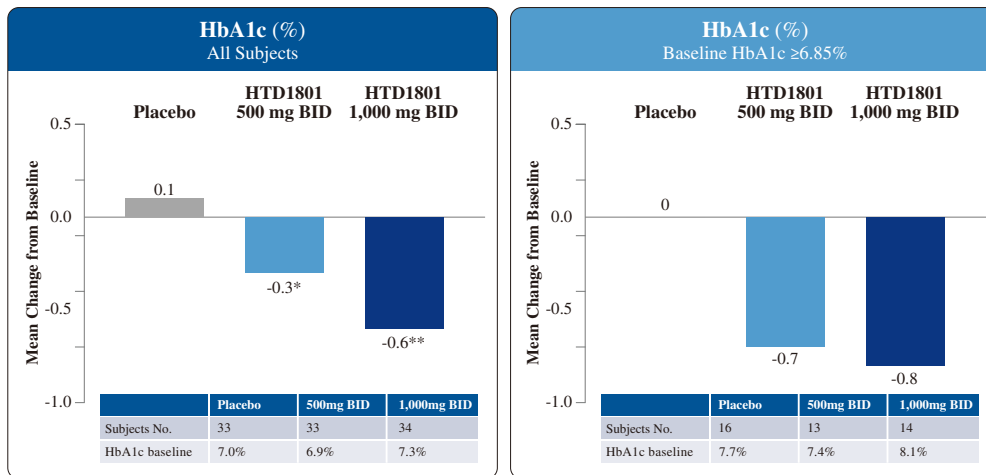 HbA1c (%)
All Subjects
Placebo
HTD1801
500 mg BID
HTD1801
1,000 mg BID
Mean Change from Baseline
0.5
0.0
-0.5
-1.0
0.1
-0.3*
-0.6**
Placebo 500mg BID 1,000mg BID
Subjects No. 33 33 34
HbA1c baseline 7.0% 6.9% 7.3%
HbA1c (%)
Baseline HbA1c ≥6.85%
Placebo
HTD1801
500 mg BID
HTD1801
1,000 mg BID
Mean Change from Baseline
0.5
0.0
-0.5
-1.0
0
-0.7
-0.8
Placebo 500mg BID 1,000mg BID
Subjects No. 16 13 14
HbA1c baseline 7.7% 7.4% 8.1%